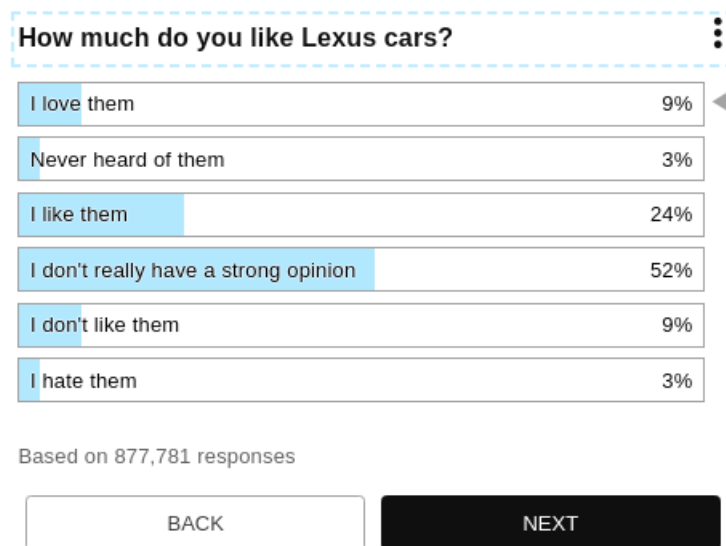 How much do you like Lexus cars?
I love them 9%
Never heard of them 3%
I like them 24%
I don't really have a strong opinion 52%
I don't like them 9%
I hate them 3%
Based on 877,781 responses
BACK NEXT